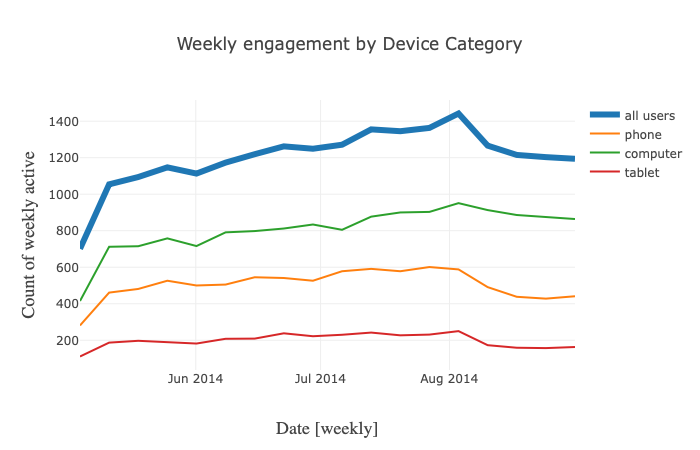 Weekly engagement by Device Category
Count of weekly active
1400
1200
1000
800
600
400
200
Jun 2014
Jul 2014
Aug 2014
Date [weekly]
all users
phone
computer
tablet